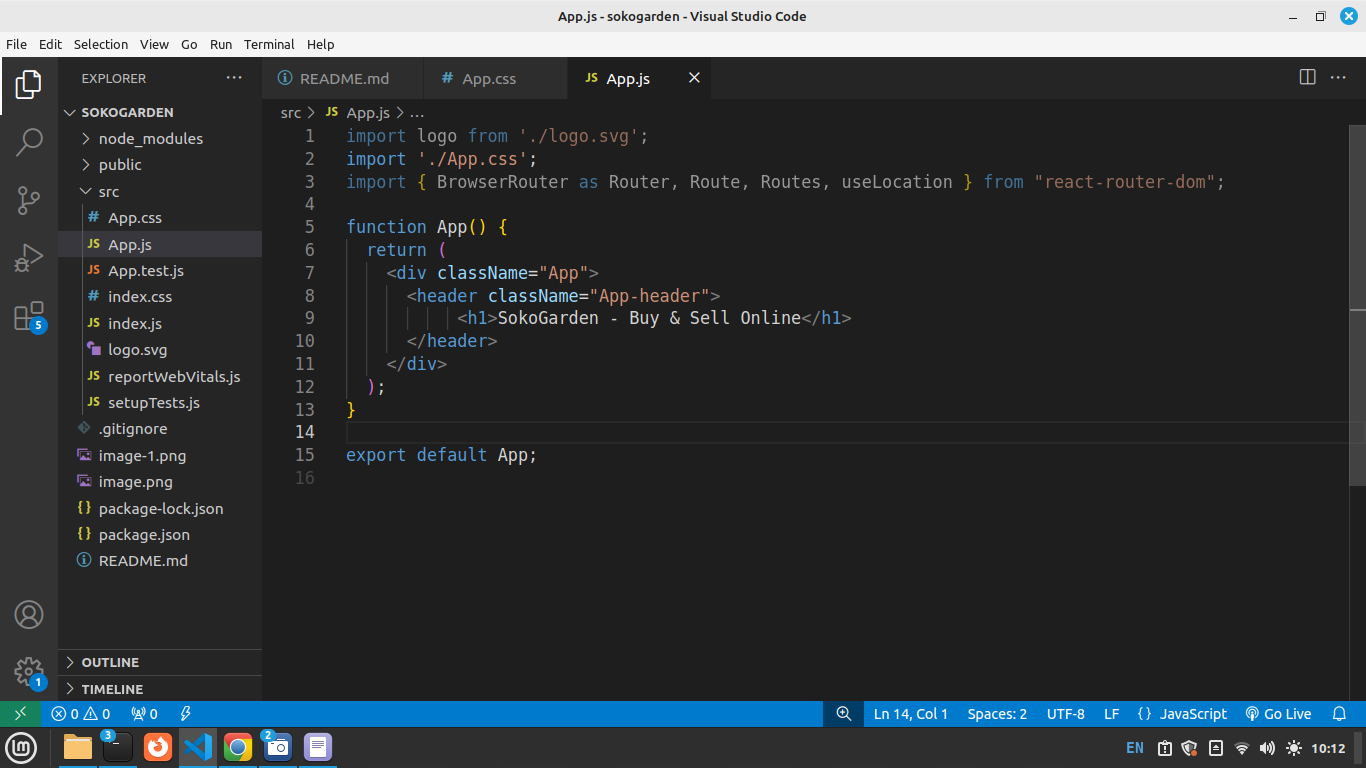 App.js - sokogarden - Visual Studio Code
File Edit Selection View Go Run Terminal Help
EXPLORER
SOKOGARDEN
node_modules
public
src
App.css
App.js
App.test.js
index.css
index.js
logo.svg
reportWebVitals.js
setupTests.js
.gitignore
image-1.png
image.png
package-lock.json
package.json
README.md
OUTLINE
TIMELINE
5
1
README.md
# App.css
JS App.js
src > JS App.js > ...
1 import logo from './logo.svg';
2 import './App.css';
3 import { BrowserRouter as Router, Route, Routes, useLocation } from "react-router-dom";
4
5 function App() {
6 return (
7 <div className="App">
8 <header className="App-header">
9 <h1>SokoGarden - Buy & Sell Online</h1>
10 </header>
11 </div>
12 );
13 }
14
15 export default App;
16
0 0 0 Ln 14, Col 1 Spaces: 2 UTF-8 LF {} JavaScript Go Live
3 2 EN 10:12